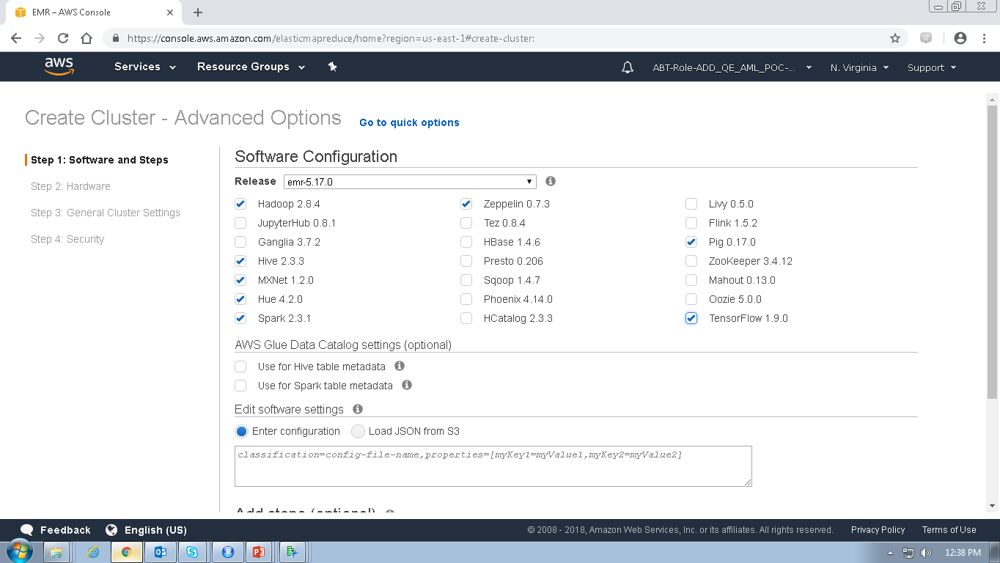 EMR – AWS Console
https://console.aws.amazon.com/elasticmapreduce/home?region=us-east-1#create-cluster:
aws Services Resource Groups ABT-Role-ADD_QE_AML_POC-... N. Virginia Support
Create Cluster - Advanced Options Go to quick options
Step 1: Software and Steps
Step 2: Hardware
Step 3: General Cluster Settings
Step 4: Security
Software Configuration
Release emr-5.17.0
Hadoop 2.8.4 Zeppelin 0.7.3 Livy 0.5.0
JupyterHub 0.8.1 Tez 0.8.4 Flink 1.5.2
Ganglia 3.7.2 HBase 1.4.6 Pig 0.17.0
Hive 2.3.3 Presto 0.206 ZooKeeper 3.4.12
MXNet 1.2.0 Sqoop 1.4.7 Mahout 0.13.0
Hue 4.2.0 Phoenix 4.14.0 Oozie 5.0.0
Spark 2.3.1 HCatalog 2.3.3 TensorFlow 1.9.0
AWS Glue Data Catalog settings (optional)
Use for Hive table metadata
Use for Spark table metadata
Edit software settings
Enter configuration Load JSON from S3
classification=config-file-name,properties=[myKey1=myValue1,myKey2=myValue2]
Add steps (optional)
Feedback English (US) © 2008 - 2018, Amazon Web Services, Inc. or its affiliates. All rights reserved. Privacy Policy Terms of Use
12:38 PM